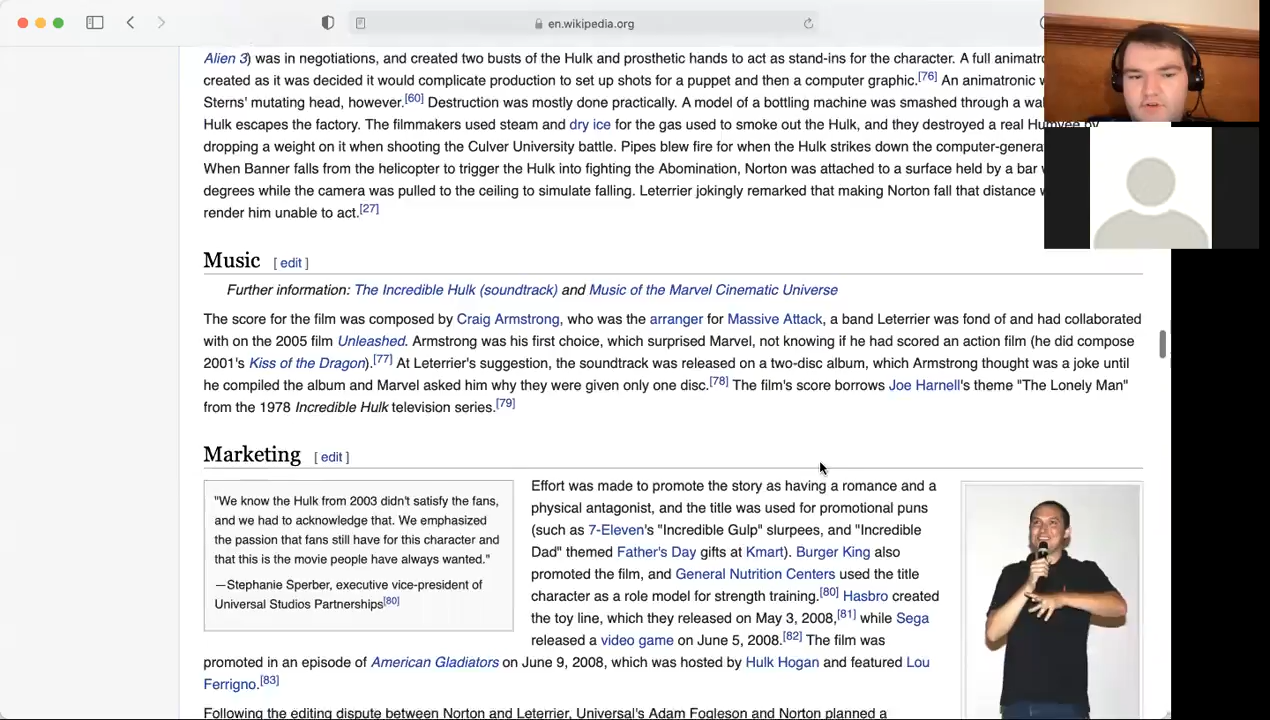 en.wikipedia.org
Alien 3) was in negotiations, and created two busts of the Hulk and prosthetic hands to act as stand-ins for the character. A full animatro
created as it was decided it would complicate production to set up shots for a puppet and then a computer graphic.[76] An animatronic w
Sterns' mutating head, however.[60] Destruction was mostly done practically. A model of a bottling machine was smashed through a wa
Hulk escapes the factory. The filmmakers used steam and dry ice for the gas used to smoke out the Hulk, and they destroyed a real Humvee by
dropping a weight on it when shooting the Culver University battle. Pipes blew fire for when the Hulk strikes down the computer-genera
When Banner falls from the helicopter to trigger the Hulk into fighting the Abomination, Norton was attached to a surface held by a bar w
degrees while the camera was pulled to the ceiling to simulate falling. Leterrier jokingly remarked that making Norton fall that distance w
render him unable to act.[27]
Music [ edit ]
Further information: The Incredible Hulk (soundtrack) and Music of the Marvel Cinematic Universe
The score for the film was composed by Craig Armstrong, who was the arranger for Massive Attack, a band Leterrier was fond of and had collaborated
with on the 2005 film Unleashed. Armstrong was his first choice, which surprised Marvel, not knowing if he had scored an action film (he did compose
2001's Kiss of the Dragon).[77] At Leterrier's suggestion, the soundtrack was released on a two-disc album, which Armstrong thought was a joke until
he compiled the album and Marvel asked him why they were given only one disc.[78] The film's score borrows Joe Harnell's theme "The Lonely Man"
from the 1978 Incredible Hulk television series.[79]
Marketing [ edit ]
"We know the Hulk from 2003 didn't satisfy the fans,
and we had to acknowledge that. We emphasized
the passion that fans still have for this character and
that this is the movie people have always wanted."
—Stephanie Sperber, executive vice-president of
Universal Studios Partnerships[80]
Effort was made to promote the story as having a romance and a
physical antagonist, and the title was used for promotional puns
(such as 7-Eleven's "Incredible Gulp" slurpees, and "Incredible
Dad" themed Father's Day gifts at Kmart). Burger King also
promoted the film, and General Nutrition Centers used the title
character as a role model for strength training.[80] Hasbro created
the toy line, which they released on May 3, 2008,[81] while Sega
released a video game on June 5, 2008.[82] The film was
promoted in an episode of American Gladiators on June 9, 2008, which was hosted by Hulk Hogan and featured Lou
Ferrigno.[83]
Following the editing dispute between Norton and Leterrier, Universal's Adam Fogleson and Norton planned a